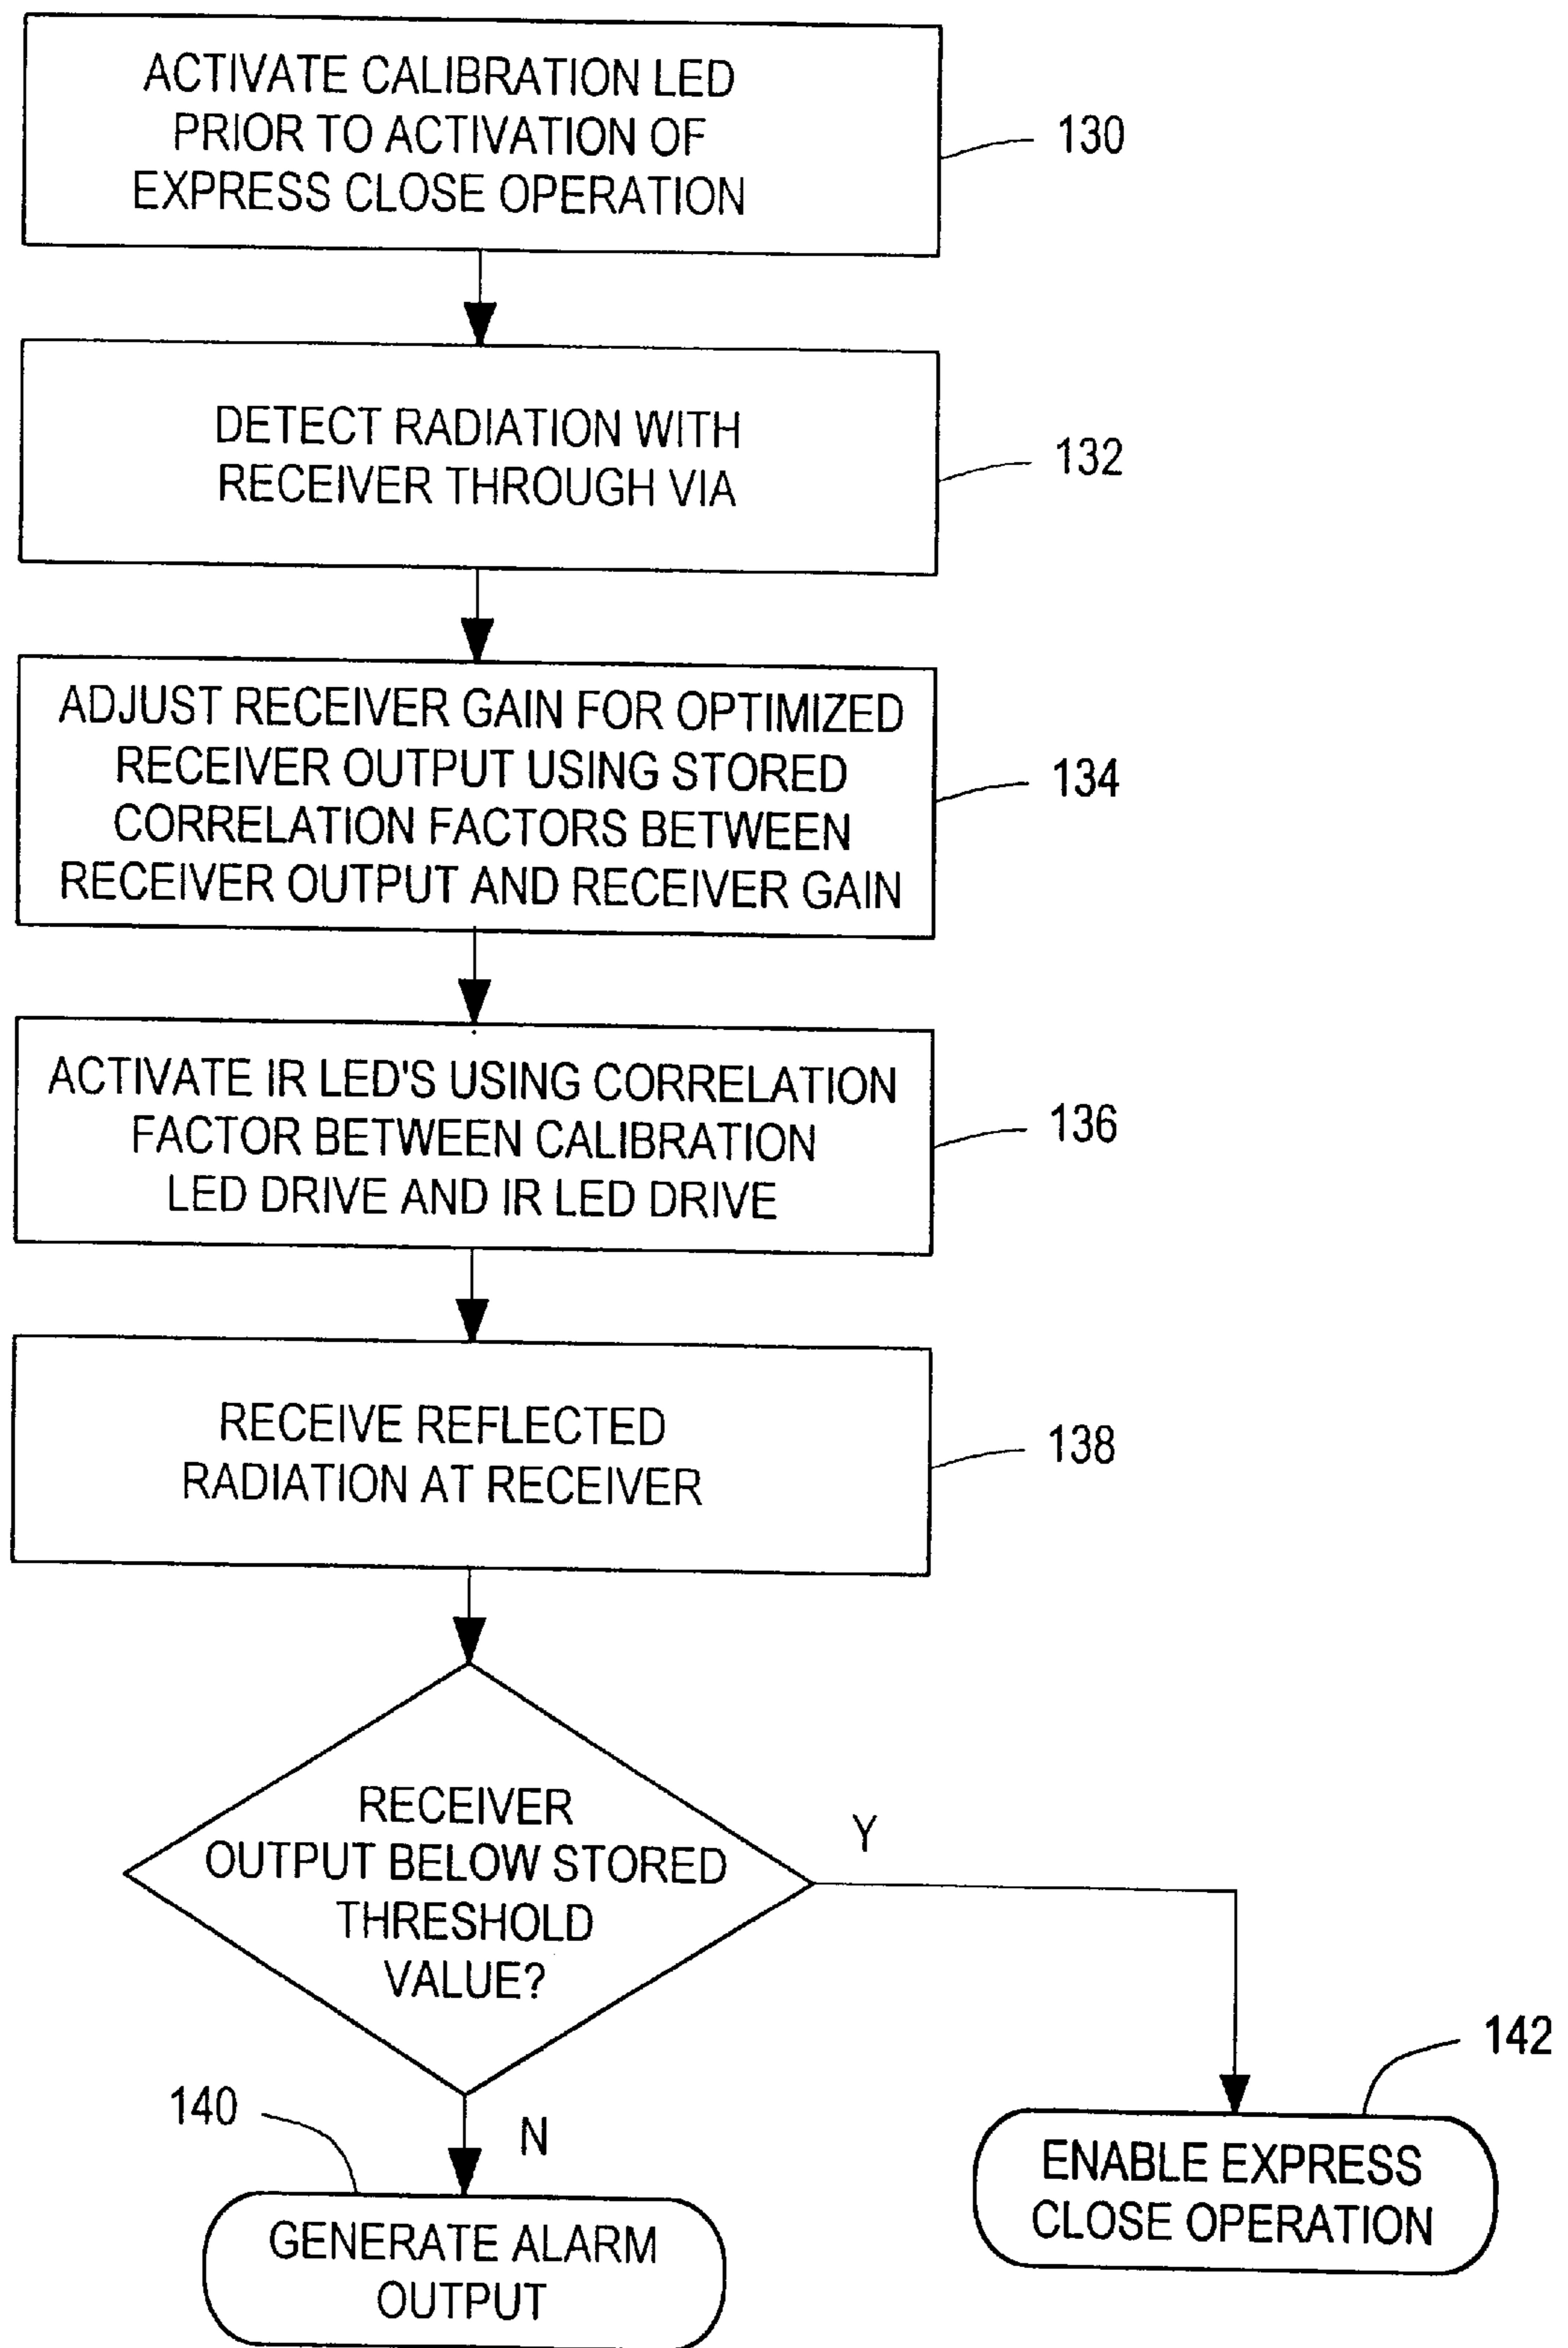 ACTIVATE CALIBRATION LED
PRIOR TO ACTIVATION OF
EXPRESS CLOSE OPERATION
130
DETECT RADIATION WITH
RECEIVER THROUGH VIA
132
ADJUST RECEIVER GAIN FOR OPTIMIZED
RECEIVER OUTPUT USING STORED
CORRELATION FACTORS BETWEEN
RECEIVER OUTPUT AND RECEIVER GAIN
134
ACTIVATE IR LED'S USING CORRELATION
FACTOR BETWEEN CALIBRATION
LED DRIVE AND IR LED DRIVE
136
RECEIVE REFLECTED
RADIATION AT RECEIVER
138
RECEIVER
OUTPUT BELOW STORED
THRESHOLD
VALUE?
Y
N
140
GENERATE ALARM
OUTPUT
142
ENABLE EXPRESS
CLOSE OPERATION